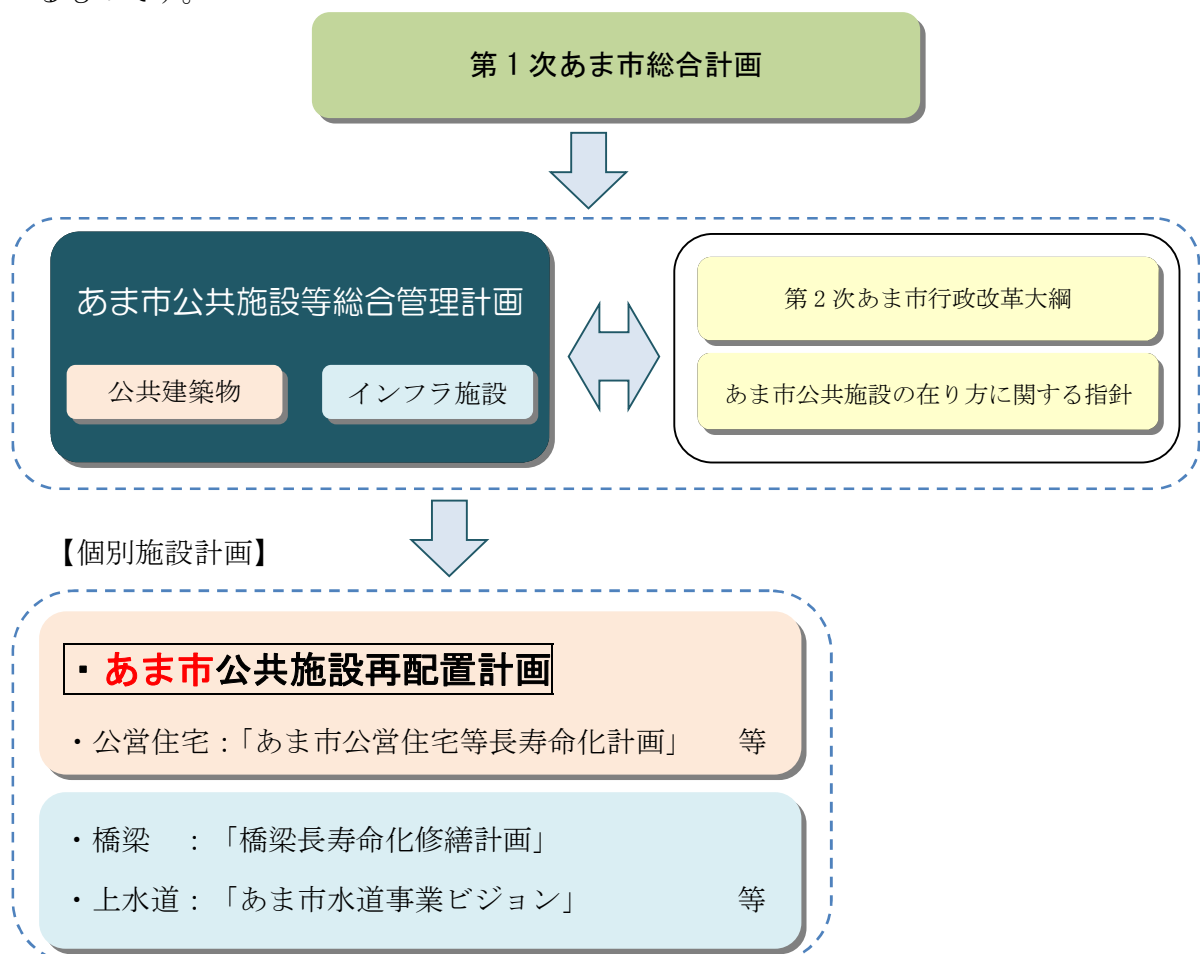 るものです。
第１次あま市総合計画
あま市公共施設等総合管理計画
公共建築物
インフラ施設
第２次あま市行政改革大綱
あま市公共施設の在り方に関する指針
【個別施設計画】
・あま市公共施設再配置計画
・公営住宅：「あま市公営住宅等長寿命化計画」　等
・橋梁　：「橋梁長寿命化修繕計画」
・上水道：「あま市水道事業ビジョン」　等